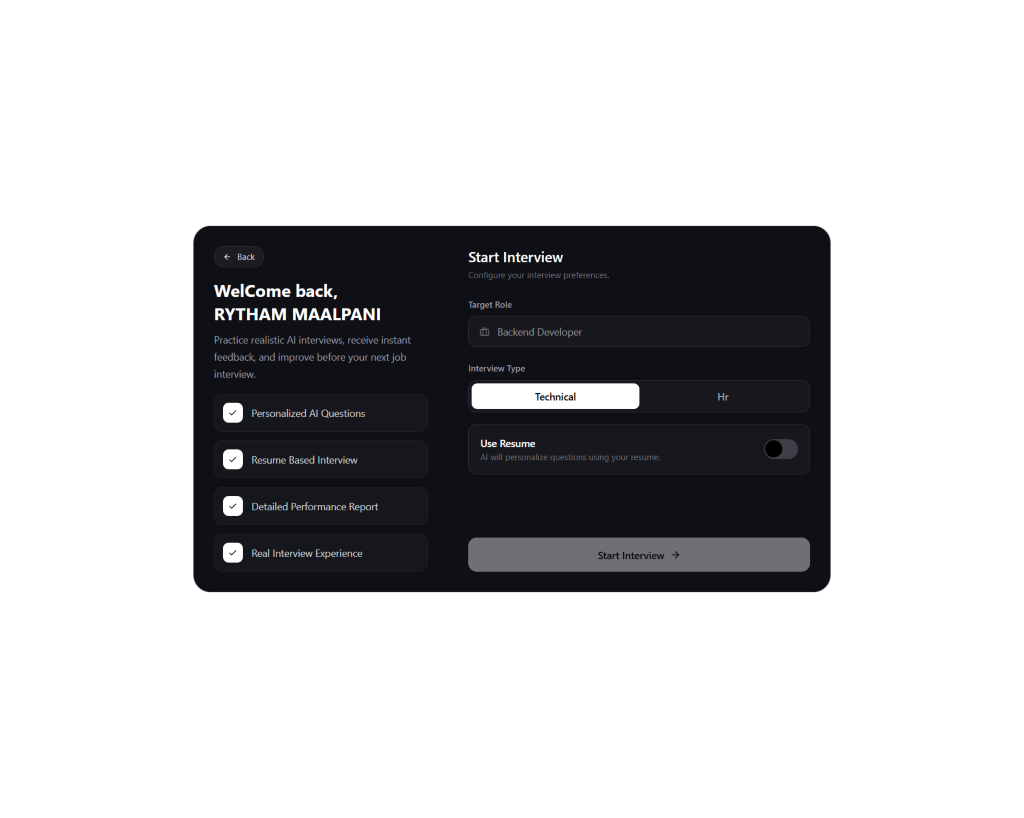 Back
WelCome back,
RYTHAM MAALPANI
Practice realistic AI interviews, receive instant
feedback, and improve before your next job
interview.
Personalized AI Questions
Resume Based Interview
Detailed Performance Report
Real Interview Experience
Start Interview
Configure your interview preferences.
Target Role
Backend Developer
Interview Type
Technical
Hr
Use Resume
AI will personalize questions using your resume.
Start Interview